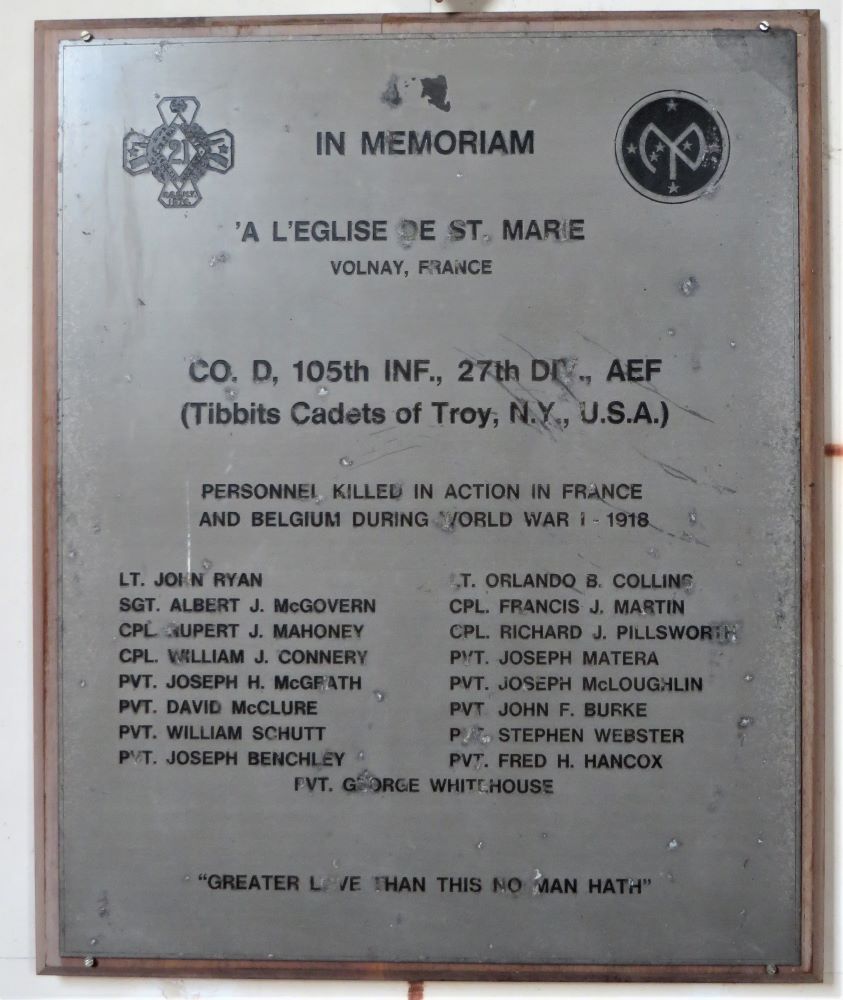 IN MEMORIAM
'A L'EGLISE DE ST. MARIE
VOLNAY, FRANCE
CO. D, 105th INF., 27th DIV., AEF
(Tibbits Cadets of Troy, N.Y., U.S.A.)
PERSONNEL KILLED IN ACTION IN FRANCE
AND BELGIUM DURING WORLD WAR I - 1918
LT. JOHN RYAN
SGT. ALBERT J. McGOVERN
CPL. RUPERT J. MAHONEY
CPL. WILLIAM J. CONNERY
PVT. JOSEPH H. McGRATH
PVT. DAVID McCLURE
PVT. WILLIAM SCHUTT
PVT. JOSEPH BENCHLEY
LT. ORLANDO B. COLLINS
CPL. FRANCIS J. MARTIN
CPL. RICHARD J. PILLSWORTH
PVT. JOSEPH MATERA
PVT. JOSEPH McLOUGHLIN
PVT. JOHN F. BURKE
PVT. STEPHEN WEBSTER
PVT. FRED H. HANCOX
PVT. GEORGE WHITEHOUSE
"GREATER LOVE THAN THIS NO MAN HATH"